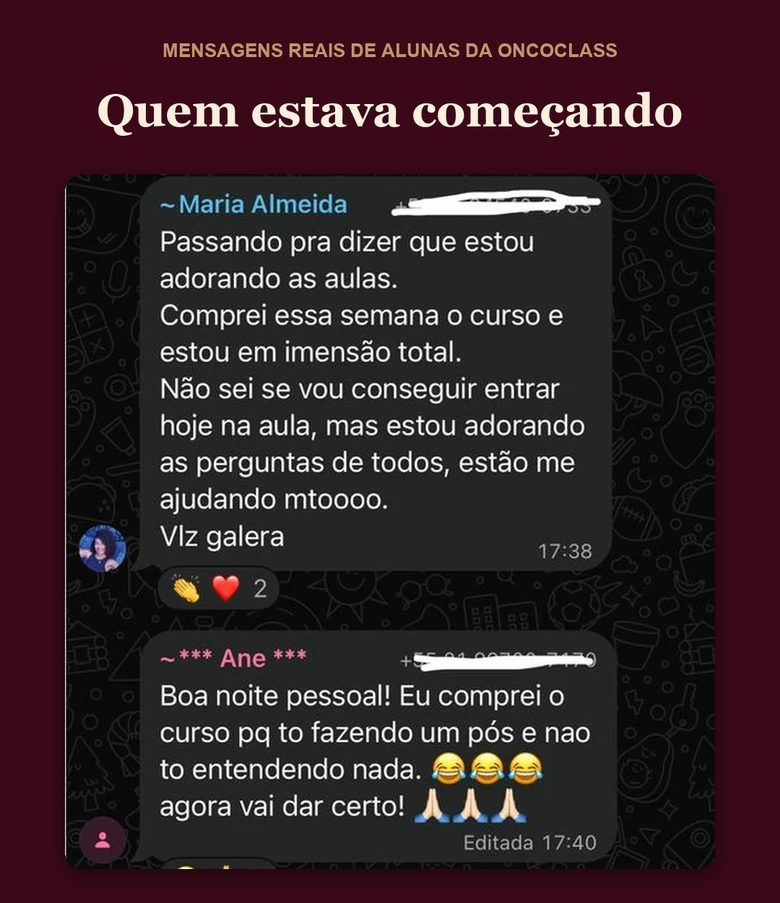 MENSAGENS REAIS DE ALUNAS DA ONCOCLASS
Quem estava começando
~Maria Almeida
Passando pra dizer que estou
adorando as aulas.
Comprei essa semana o curso e
estou em imensão total.
Não sei se vou conseguir entrar
hoje na aula, mas estou adorando
as perguntas de todos, estão me
ajudando mtoooo.
Vlz galera
17:38
👏❤️ 2
~*** Ane ***
Boa noite pessoal! Eu comprei o
curso pq to fazendo um pós e nao
to entendendo nada. 😂😂😂
agora vai dar certo! 🙏🏻🙏🏻🙏🏻
Editada 17:40